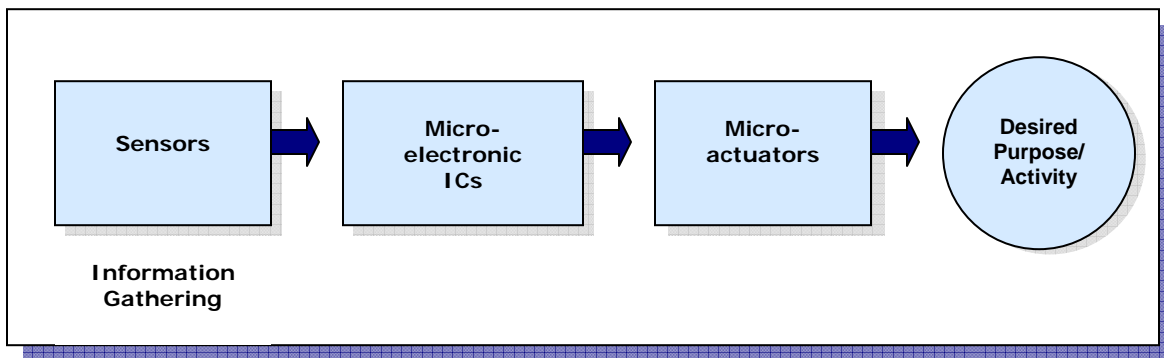 Sensors
Micro-
electronic
ICs
Micro-
actuators
Desired
Purpose/
Activity
Information
Gathering